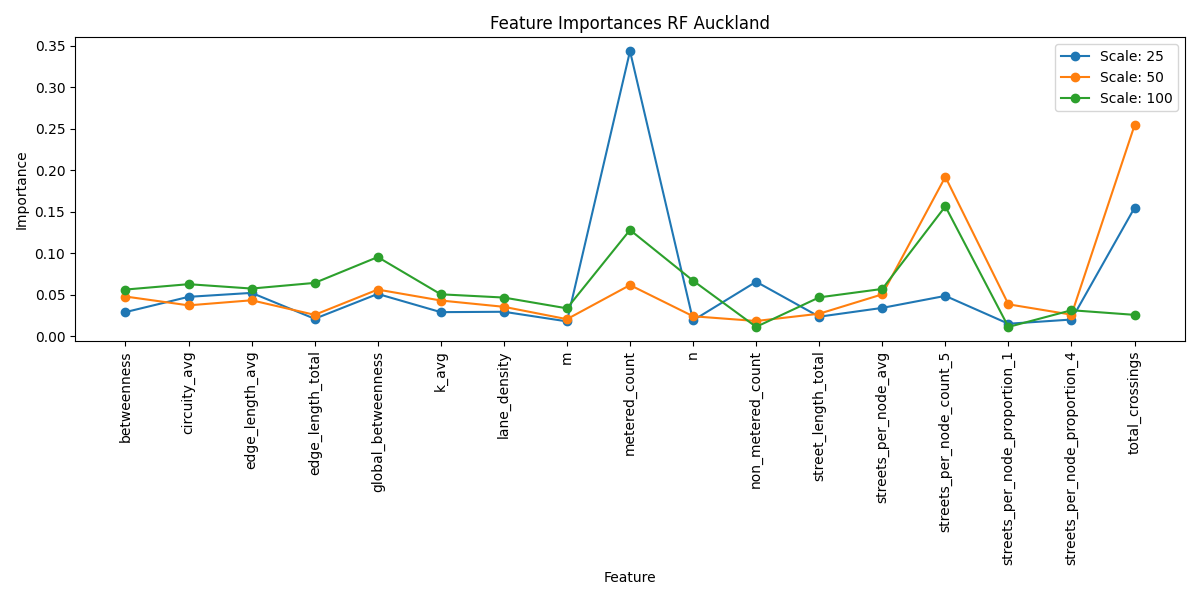 Feature Importances RF Auckland
Scale: 25
Scale: 50
Scale: 100
Importance
0.35
0.30
0.25
0.20
0.15
0.10
0.05
0.00
betweenness
circuity_avg
edge_length_avg
edge_length_total
global_betweenness
k_avg
lane_density
m
metered_count
n
non_metered_count
street_length_total
streets_per_node_avg
streets_per_node_count_5
streets_per_node_proportion_1
streets_per_node_proportion_4
total_crossings
Feature